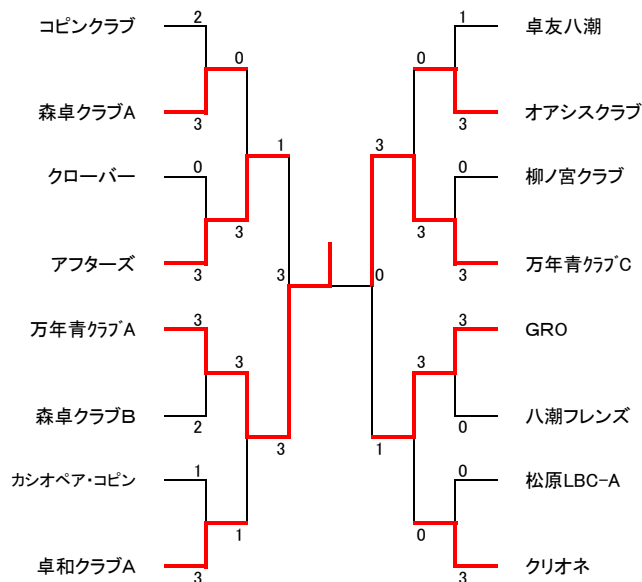 コピンクラブ 2 1 卓友八潮
0 0
森卓クラブA 3 3 オアシスクラブ
1 3
クローバー 0 0 柳ノ宮クラブ
3 3
アフターズ 3 3 万年青クラブC
3 0
万年青クラブA 3 3 GRO
3 3
森卓クラブB 2 0 八潮フレンズ
3 1
カシオペア・コピン 1 0 松原LBC-A
1 0
卓和クラブA 3 3 クリオネ